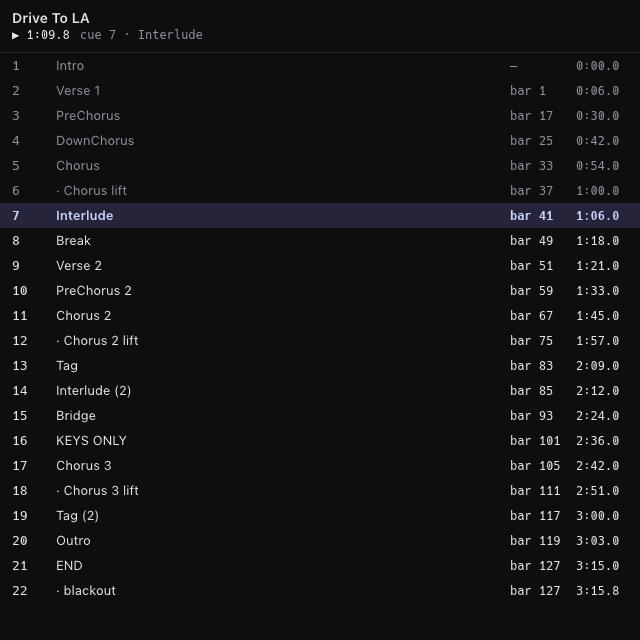 Drive To LA
▶ 1:09.8 cue 7 · Interlude
1 Intro — 0:00.0
2 Verse 1 bar 1 0:06.0
3 PreChorus bar 17 0:30.0
4 DownChorus bar 25 0:42.0
5 Chorus bar 33 0:54.0
6 · Chorus lift bar 37 1:00.0
7 Interlude bar 41 1:06.0
8 Break bar 49 1:18.0
9 Verse 2 bar 51 1:21.0
10 PreChorus 2 bar 59 1:33.0
11 Chorus 2 bar 67 1:45.0
12 · Chorus 2 lift bar 75 1:57.0
13 Tag bar 83 2:09.0
14 Interlude (2) bar 85 2:12.0
15 Bridge bar 93 2:24.0
16 KEYS ONLY bar 101 2:36.0
17 Chorus 3 bar 105 2:42.0
18 · Chorus 3 lift bar 111 2:51.0
19 Tag (2) bar 117 3:00.0
20 Outro bar 119 3:03.0
21 END bar 127 3:15.0
22 · blackout bar 127 3:15.8